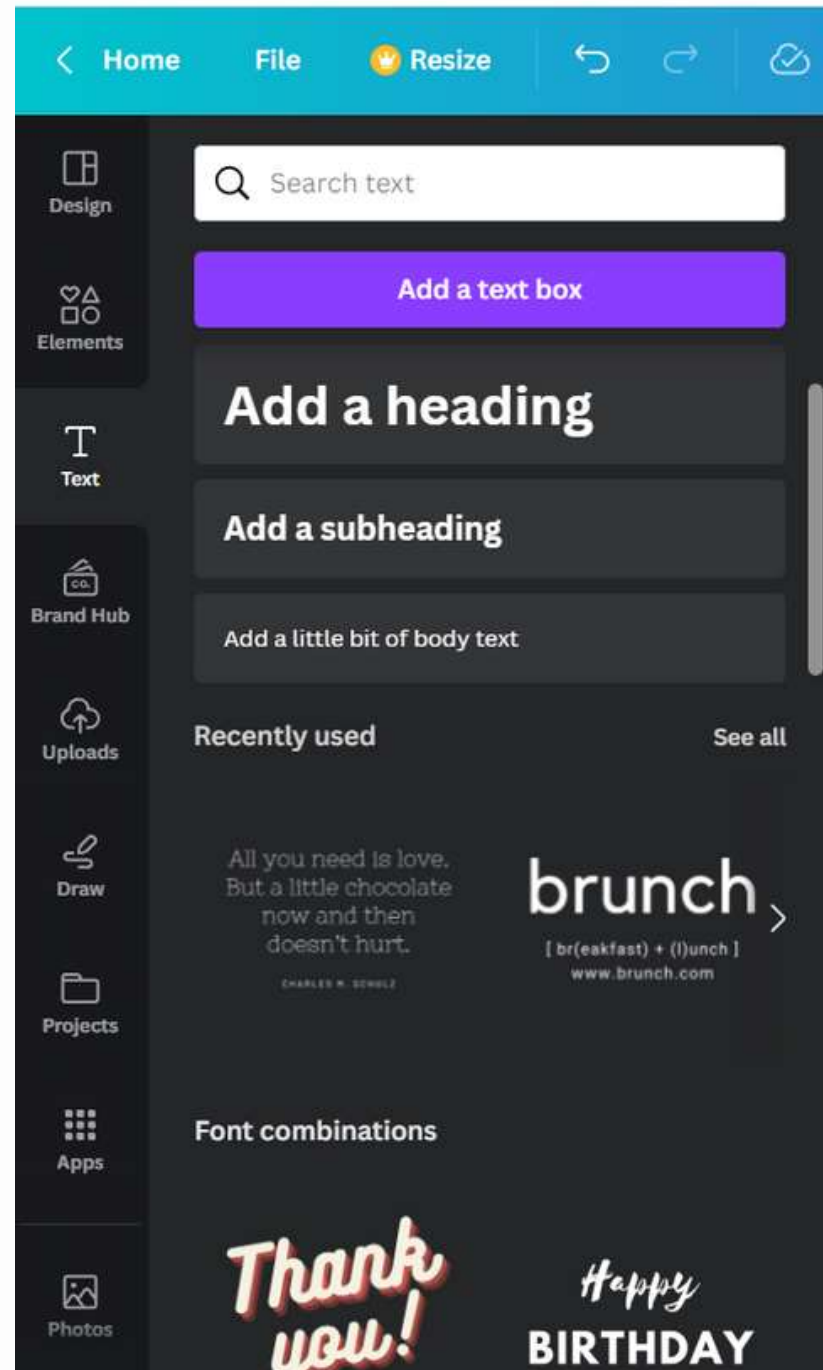 Home File Resize
Design
Elements
Text
CO.
Brand Hub
Uploads
Draw
Projects
Apps
Photos
Search text
Add a text box
Add a heading
Add a subheading
Add a little bit of body text
Recently used See all
All you need is love.
But a little chocolate
now and then
doesn't hurt.
CHARLES M. SCHULZ
brunch
[ br(eakfast) + (l)unch ]
www.brunch.com
Font combinations
Thank
you!
Happy
BIRTHDAY